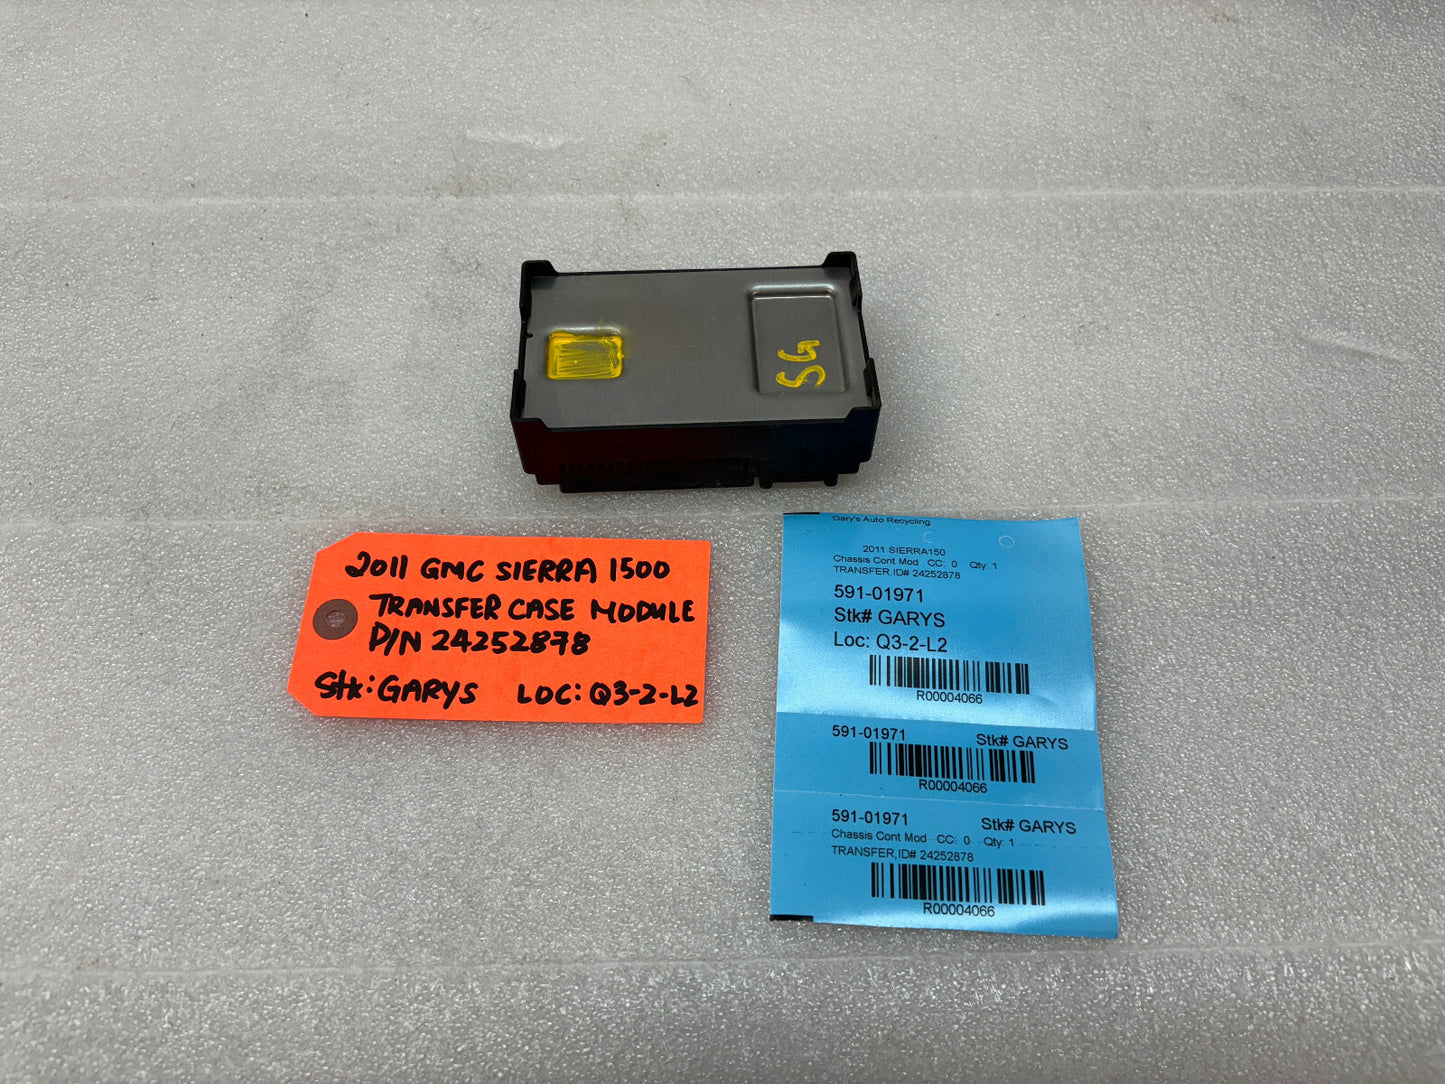 SG
2011 GMC SIERRA 1500
TRANSFER CASE MODULE
P/N 24252878
Stk: GARYS LOC: Q3-2-L2
Gary's Auto Recycling
2011 SIERRA150
Chassis Cont Mod CC: 0 Qty: 1
TRANSFER,ID# 24252878
591-01971
Stk# GARYS
Loc: Q3-2-L2
R00004066
591-01971 Stk# GARYS
R00004066
591-01971 Stk# GARYS
Chassis Cont Mod CC: 0 Qty: 1
TRANSFER,ID# 24252878
R00004066